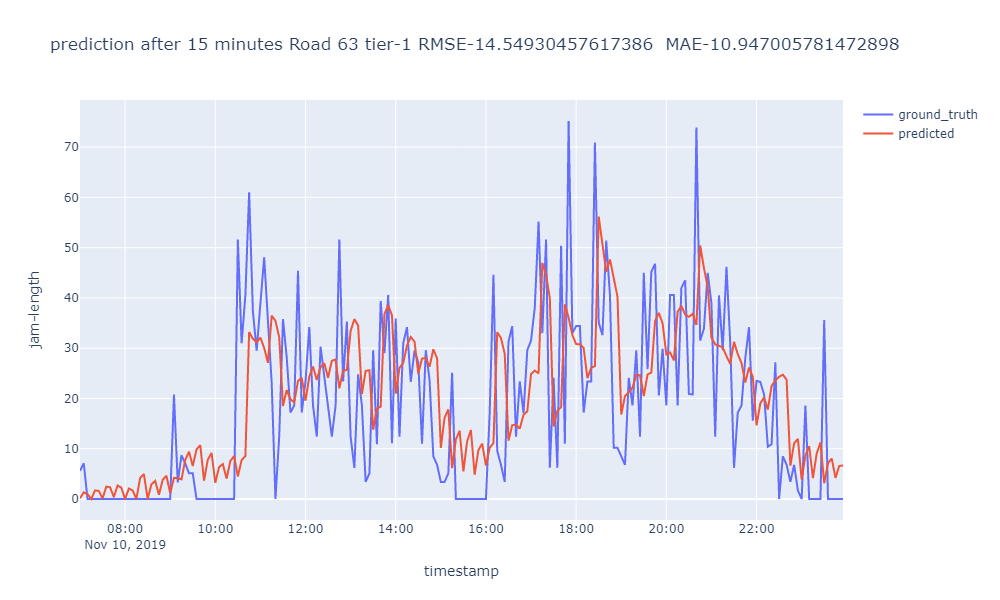 prediction after 15 minutes Road 63 tier-1 RMSE-14.54930457617386  MAE-10.947005781472898
ground_truth
predicted
70
60
50
40
30
20
10
0
jam-length
08:00 10:00 12:00 14:00 16:00 18:00 20:00 22:00
Nov 10, 2019
timestamp